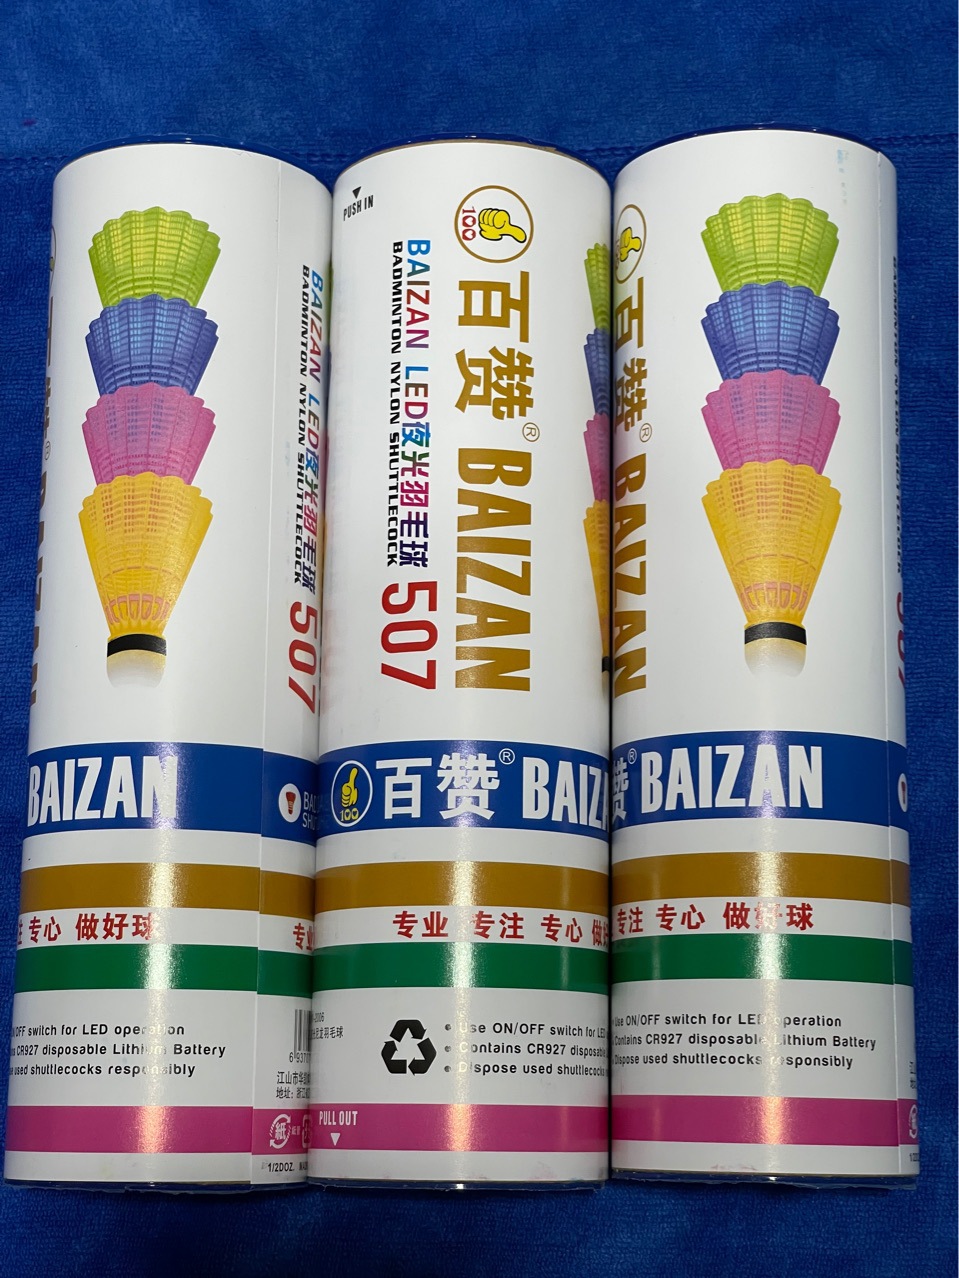 BAIZAN LED夜光羽毛球 507
BADMINTON NYLON SHUTTLECOCK
BAIZAN
专心 做好球
ON/OFF switch for LED operation
CR927 disposable Lithium Battery
used shuttlecocks responsibly
1/2DOZ.
PUSH IN
100
百赞® BAIZAN
BAIZAN LED夜光羽毛球 507
BADMINTON NYLON SHUTTLECOCK
100
百赞® BAIZ
专业 专注 专心 做
Use ON/OFF switch for LED
Contains CR927 disposable
Dispose used shuttlecocks
PULL OUT
百赞® BAIZAN
赞® BAIZAN
专注 专心 做好球
Use ON/OFF switch for LED operation
Contains CR927 disposable Lithium Battery
Dispose used shuttlecocks responsibly